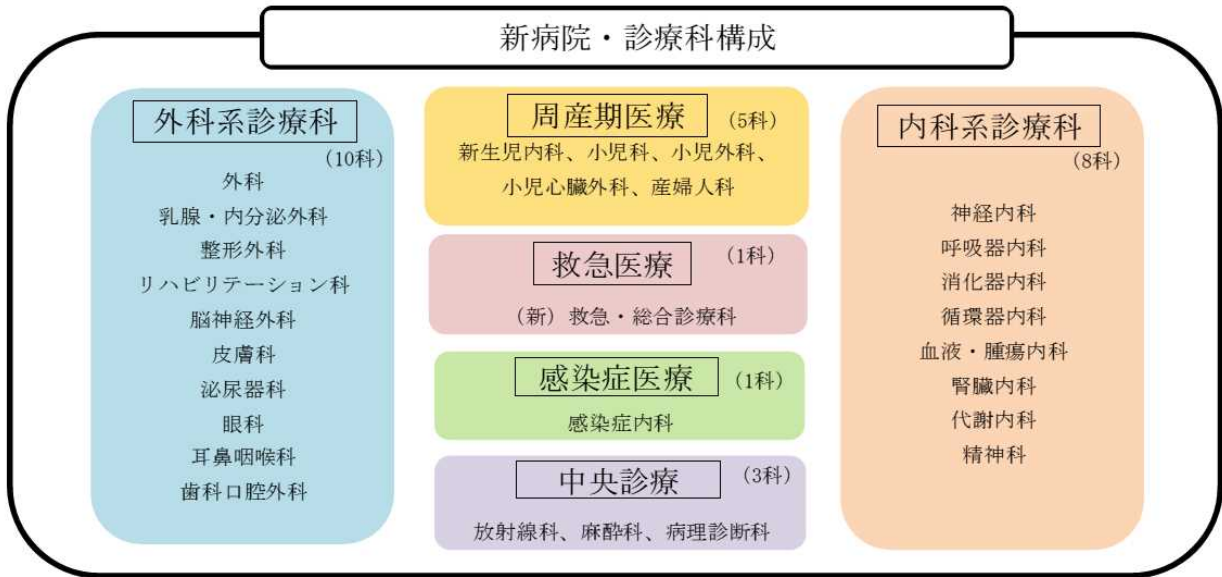 新病院・診療科構成
外科系診療科
(10科)
外科
乳腺・内分泌外科
整形外科
リハビリテーション科
脳神経外科
皮膚科
泌尿器科
眼科
耳鼻咽喉科
歯科口腔外科
周産期医療 (5科)
新生児内科、小児科、小児外科、
小児心臓外科、産婦人科
救急医療 (1科)
(新) 救急・総合診療科
感染症医療 (1科)
感染症内科
中央診療 (3科)
放射線科、麻酔科、病理診断科
内科系診療科
(8科)
神経内科
呼吸器内科
消化器内科
循環器内科
血液・腫瘍内科
腎臓内科
代謝内科
精神科